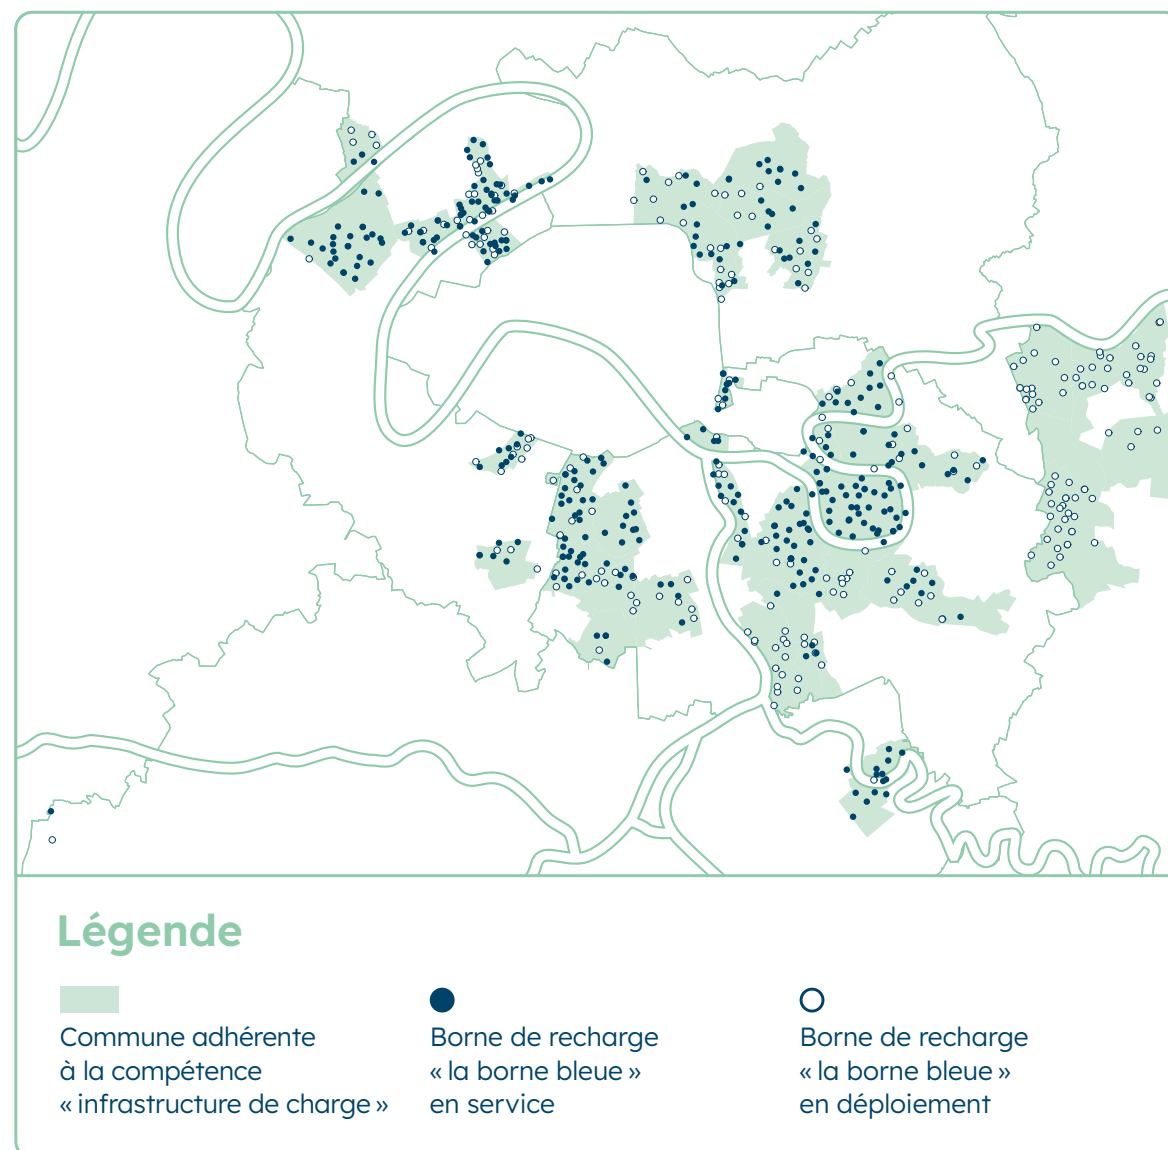 Légende
Commune adhérente
à la compétence
« infrastructure de charge »
Borne de recharge
« la borne bleue »
en service
Borne de recharge
« la borne bleue »
en déploiement